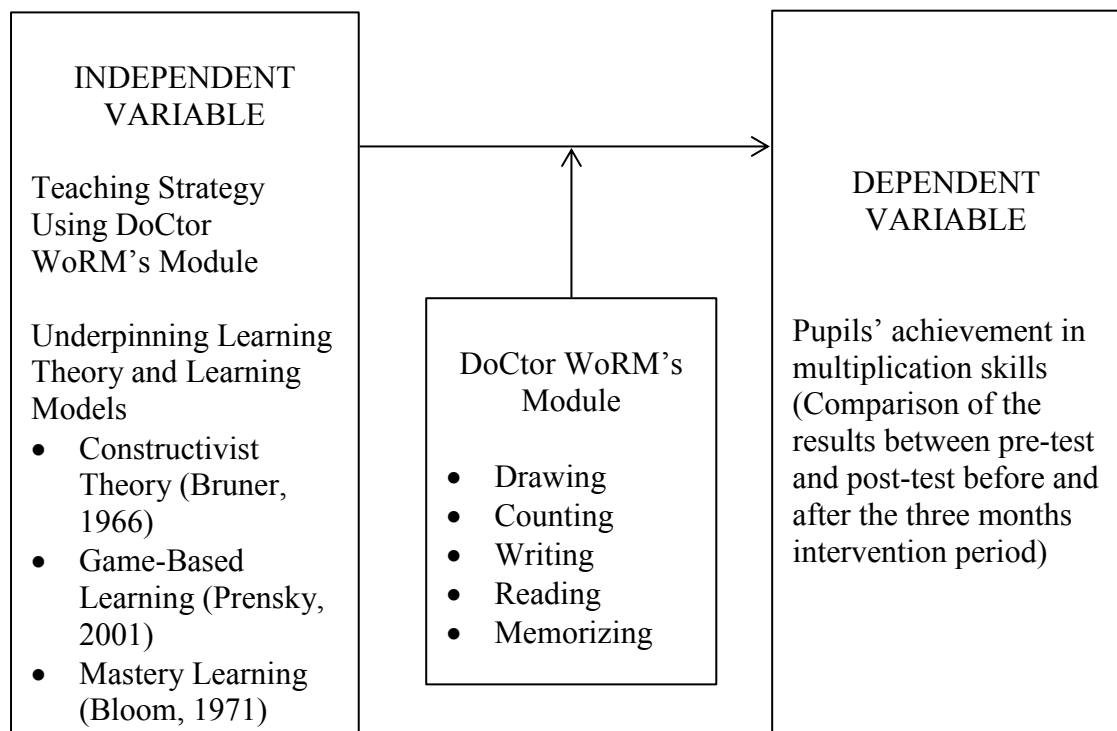 INDEPENDENT
VARIABLE
Teaching Strategy
Using DoCtor
WoRM’s Module
Underpinning Learning
Theory and Learning
Models
• Constructivist
Theory (Bruner,
1966)
• Game-Based
Learning (Prensky,
2001)
• Mastery Learning
(Bloom, 1971)
DoCtor WoRM’s
Module
• Drawing
• Counting
• Writing
• Reading
• Memorizing
DEPENDENT
VARIABLE
Pupils’ achievement in
multiplication skills
(Comparison of the
results between pre-test
and post-test before and
after the three months
intervention period)